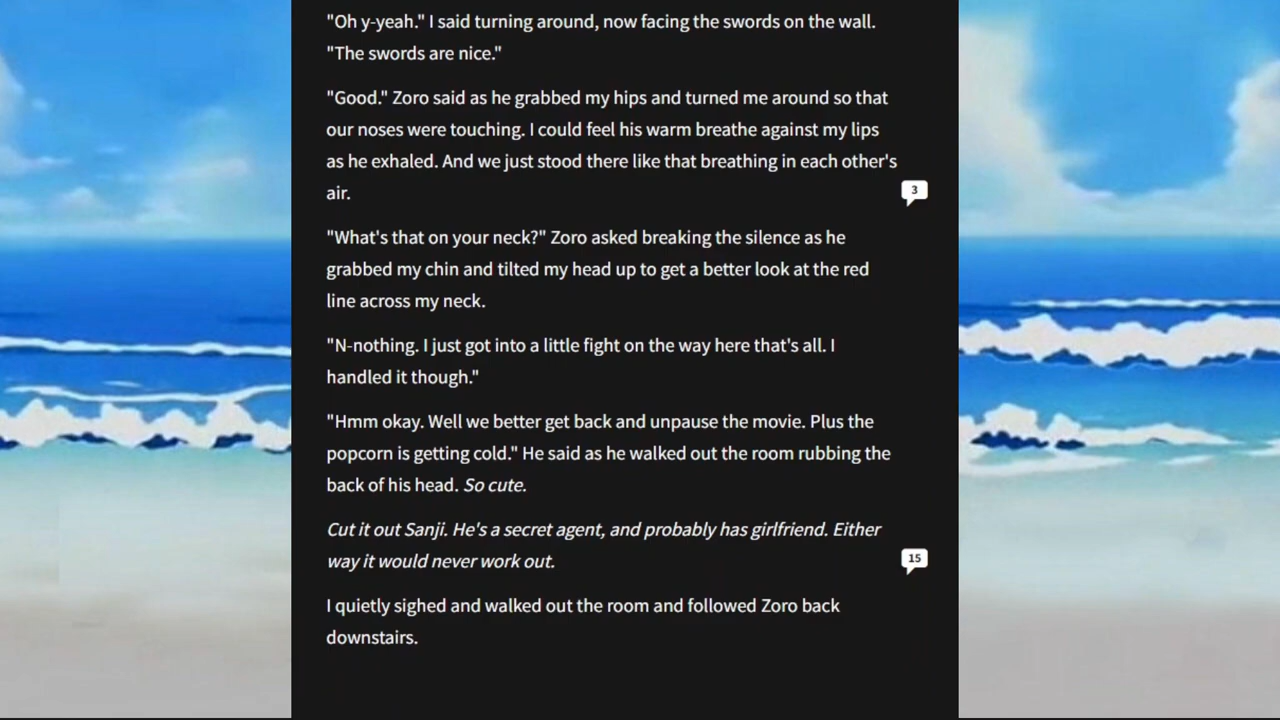 "Oh y-yeah." I said turning around, now facing the swords on the wall.
"The swords are nice."
"Good." Zoro said as he grabbed my hips and turned me around so that
our noses were touching. I could feel his warm breathe against my lips
as he exhaled. And we just stood there like that breathing in each other's
air.
3
"What's that on your neck?" Zoro asked breaking the silence as he
grabbed my chin and tilted my head up to get a better look at the red
line across my neck.
"N-nothing. I just got into a little fight on the way here that's all. I
handled it though."
"Hmm okay. Well we better get back and unpause the movie. Plus the
popcorn is getting cold." He said as he walked out the room rubbing the
back of his head. So cute.
Cut it out Sanji. He's a secret agent, and probably has girlfriend. Either
way it would never work out.
15
I quietly sighed and walked out the room and followed Zoro back
downstairs.